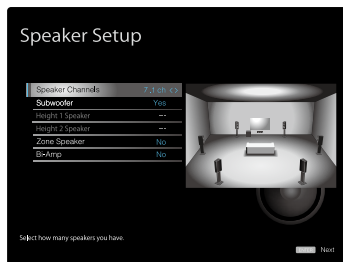 Speaker Setup
Speaker Channels 7.1 ch < >
Subwoofer Yes
Height 1 Speaker ---
Height 2 Speaker ---
Zone Speaker No
Bi-Amp No
Select how many speakers you have.
Next